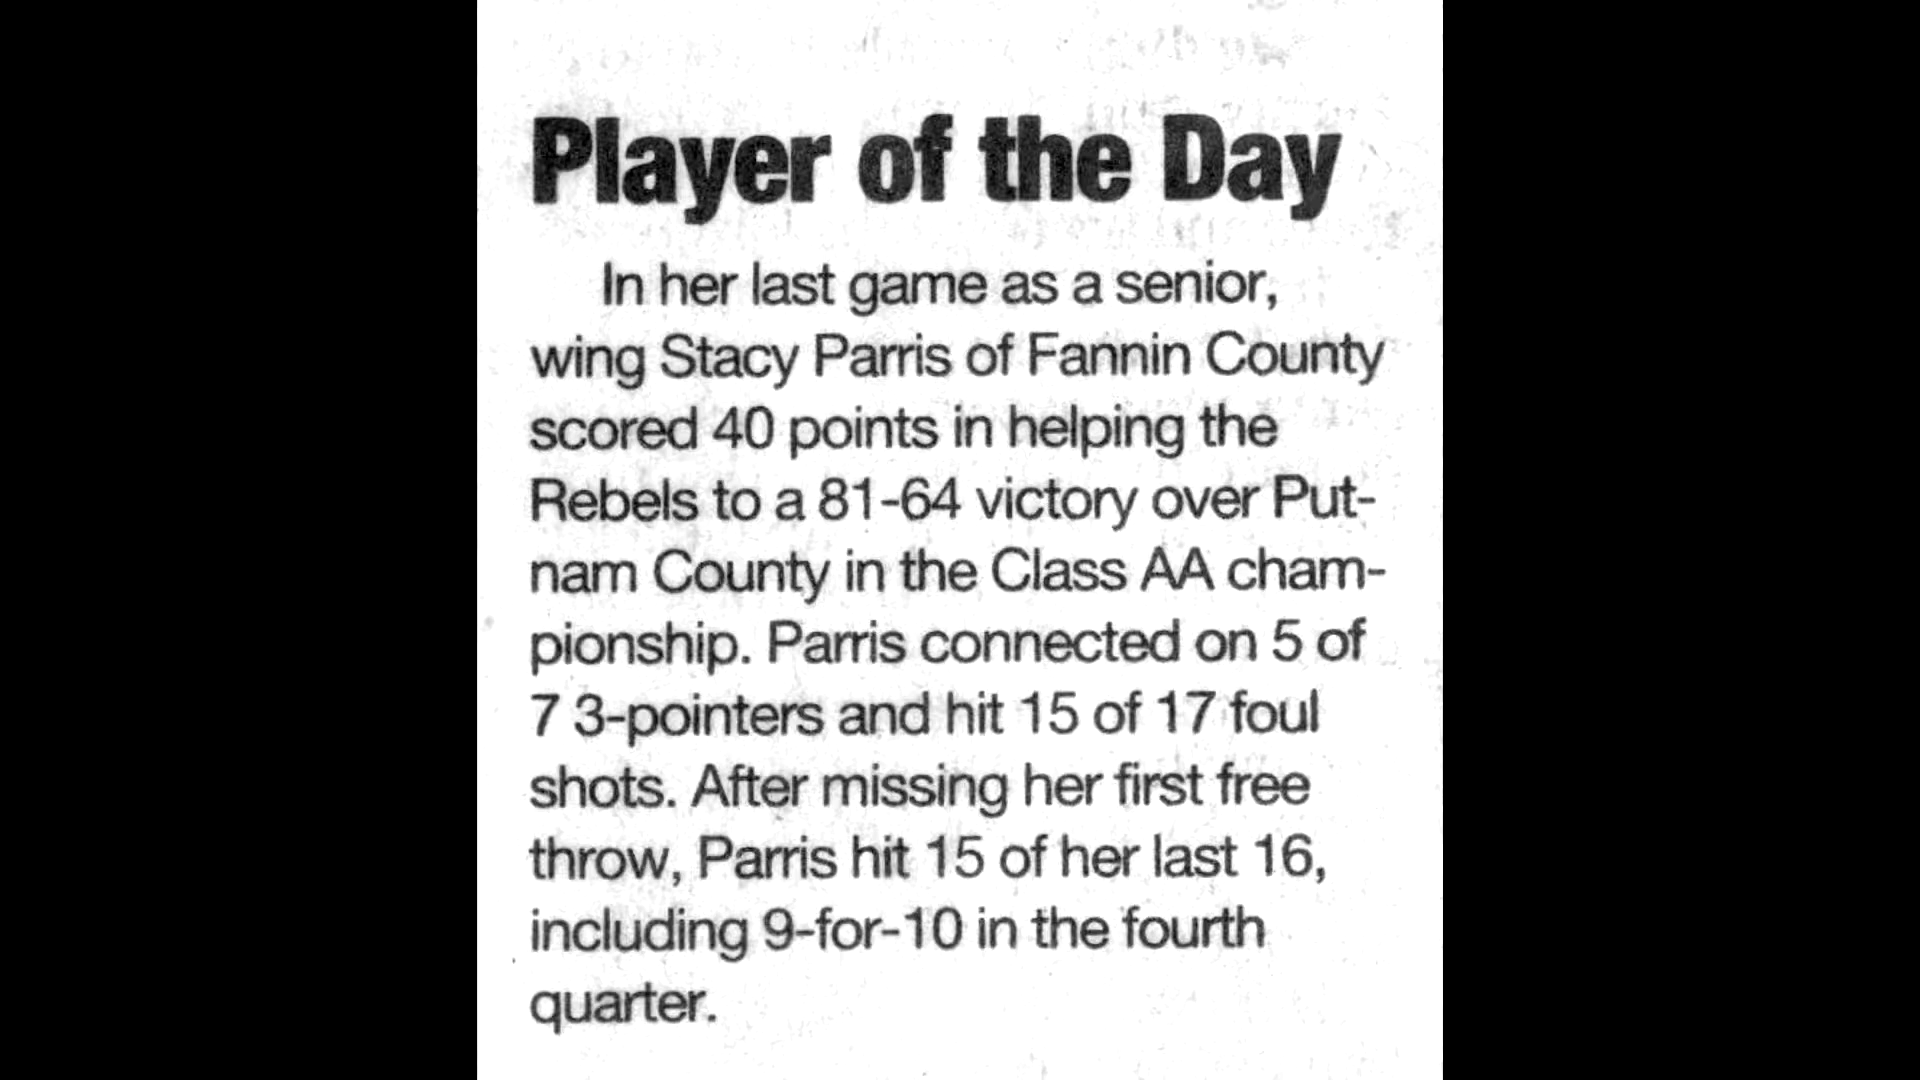 Player of the Day
In her last game as a senior,
wing Stacy Parris of Fannin County
scored 40 points in helping the
Rebels to a 81-64 victory over Put-
nam County in the Class AA cham-
pionship. Parris connected on 5 of
7 3-pointers and hit 15 of 17 foul
shots. After missing her first free
throw, Parris hit 15 of her last 16,
including 9-for-10 in the fourth
quarter.